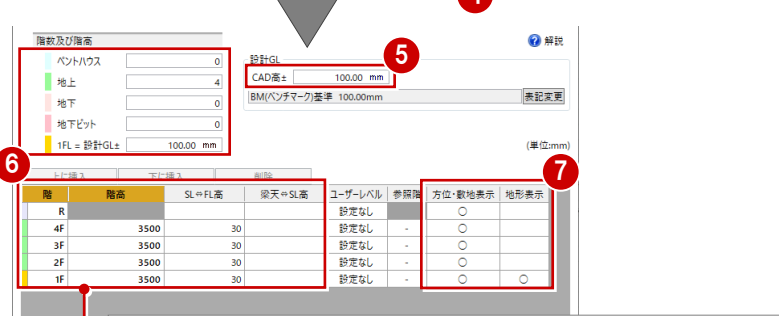 4
階数及び階高
解説
ペントハウス 0
地上 4
地下 0
地下ピット 0
1FL = 設計GL± 100.00 mm
設計GL
5
CAD高± 100.00 mm
BM(ベンチマーク)基準 100.00mm 表記変更
(単位:mm)
6
7
上に挿入 下に挿入 削除
階 階高 SL⇔FL高 梁天⇔SL高 ユーザーレベル 参照階 方位・敷地表示 地形表示
R 設定なし ○
4F 3500 30 設定なし - ○
3F 3500 30 設定なし - ○
2F 3500 30 設定なし - ○
1F 3500 30 設定なし - ○ ○